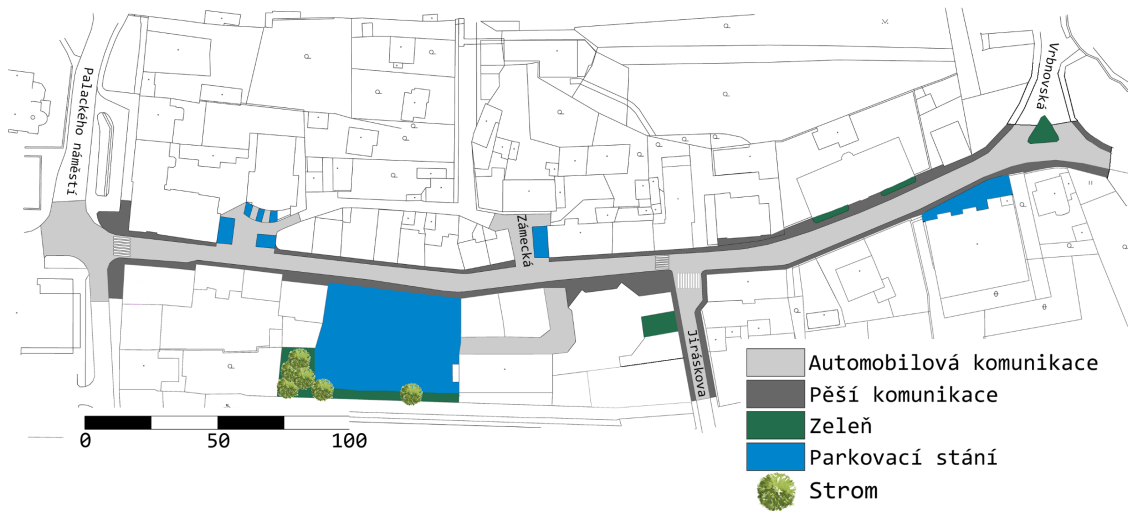 Palackého náměstí
Vrbnovská
Zámecká
Jiráskova
0 50 100
Automobilová komunikace
Pěší komunikace
Zeleň
Parkovací stání
Strom